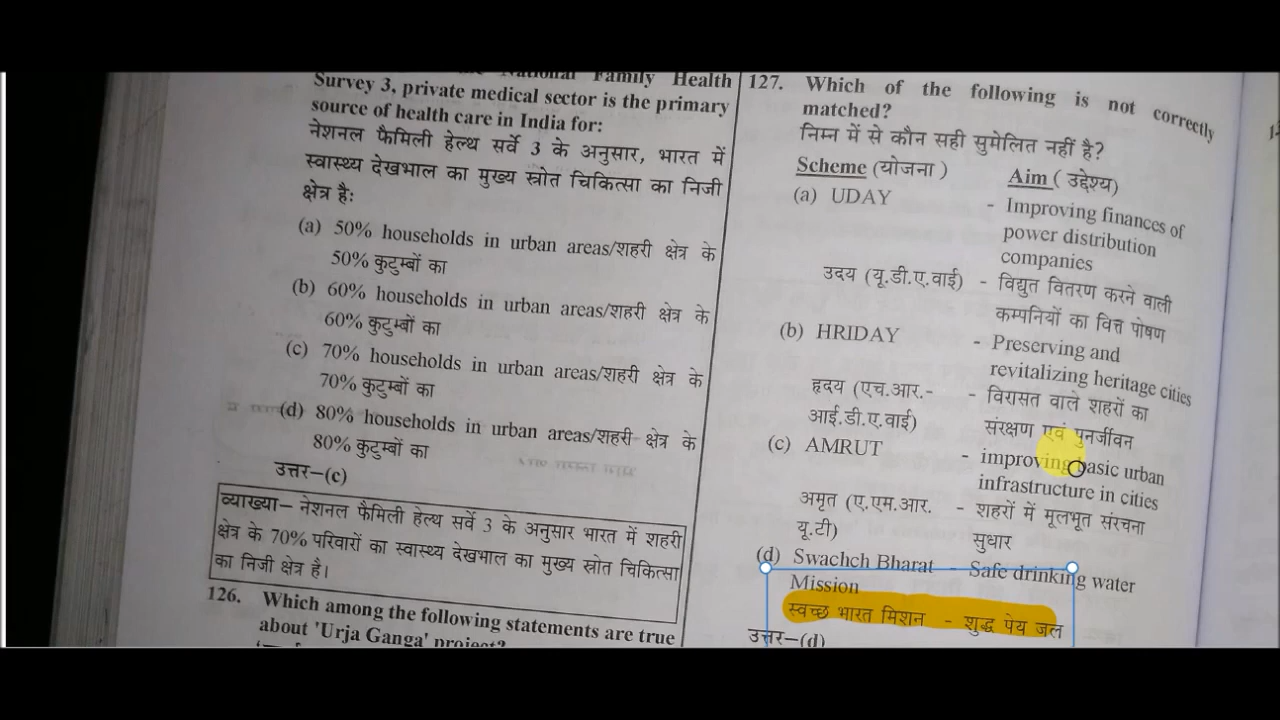 National Family Health
Survey 3, private medical sector is the primary
source of health care in India for:
नेशनल फैमिली हेल्थ सर्वे 3 के अनुसार, भारत में
स्वास्थ्य देखभाल का मुख्य स्रोत चिकित्सा का निजी
क्षेत्र है:
(a) 50% households in urban areas/शहरी क्षेत्र के
50% कुटुम्बों का
(b) 60% households in urban areas/शहरी क्षेत्र के
60% कुटुम्बों का
(c) 70% households in urban areas/शहरी क्षेत्र के
70% कुटुम्बों का
(d) 80% households in urban areas/शहरी क्षेत्र के
80% कुटुम्बों का
उत्तर–(c)
व्याख्या– नेशनल फैमिली हेल्थ सर्वे 3 के अनुसार भारत में शहरी
क्षेत्र के 70% परिवारों का स्वास्थ्य देखभाल का मुख्य स्रोत चिकित्सा
का निजी क्षेत्र है।
126. Which among the following statements are true
about 'Urja Ganga' project?
127. Which of the following is not correctly
matched?
निम्न में से कौन सही सुमेलित नहीं है?
Scheme (योजना ) Aim ( उद्देश्य)
(a) UDAY - Improving finances of
power distribution
companies
उदय (यू.डी.ए.वाई) - विद्युत वितरण करने वाली
कम्पनियों का वित्त पोषण
(b) HRIDAY - Preserving and
revitalizing heritage cities
हृदय (एच.आर.- - विरासत वाले शहरों का
आई.डी.ए.वाई) संरक्षण एवं पुनर्जीवन
(c) AMRUT - improving basic urban
infrastructure in cities
अमृत (ए.एम.आर. - शहरों में मूलभूत संरचना
यू.टी) सुधार
(d) Swachch Bharat - Safe drinking water
Mission
स्वच्छ भारत मिशन - शुद्ध पेय जल
उत्तर–(d)